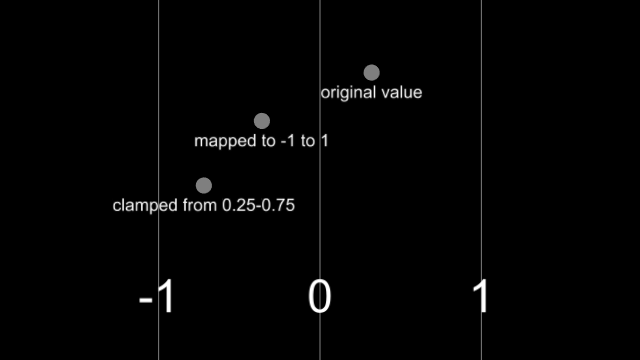 original value
mapped to -1 to 1
clamped from 0.25-0.75
-1 0 1